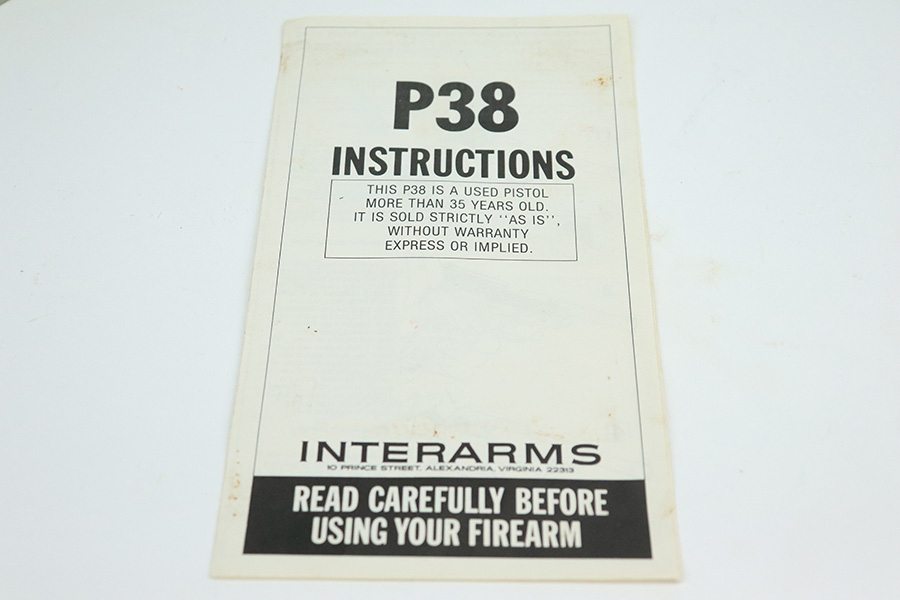 P38
INSTRUCTIONS
THIS P38 IS A USED PISTOL
MORE THAN 35 YEARS OLD.
IT IS SOLD STRICTLY "AS IS",
WITHOUT WARRANTY
EXPRESS OR IMPLIED.
INTERARMS
10 PRINCE STREET, ALEXANDRIA, VIRGINIA 22313
READ CAREFULLY BEFORE
USING YOUR FIREARM